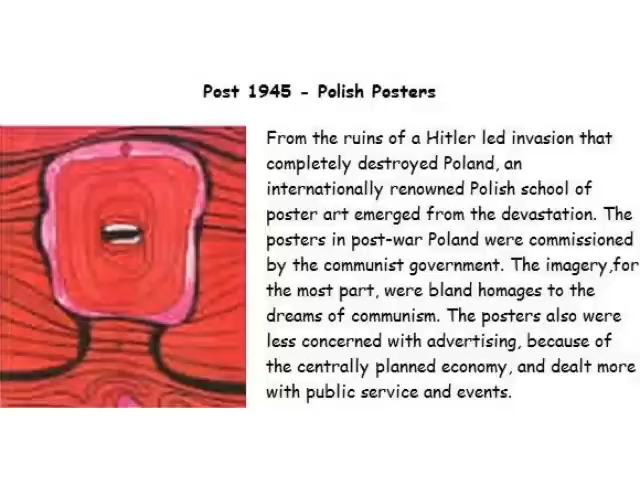 Post 1945 - Polish Posters
From the ruins of a Hitler led invasion that
completely destroyed Poland, an
internationally renowned Polish school of
poster art emerged from the devastation. The
posters in post-war Poland were commissioned
by the communist government. The imagery,for
the most part, were bland homages to the
dreams of communism. The posters also were
less concerned with advertising, because of
the centrally planned economy, and dealt more
with public service and events.